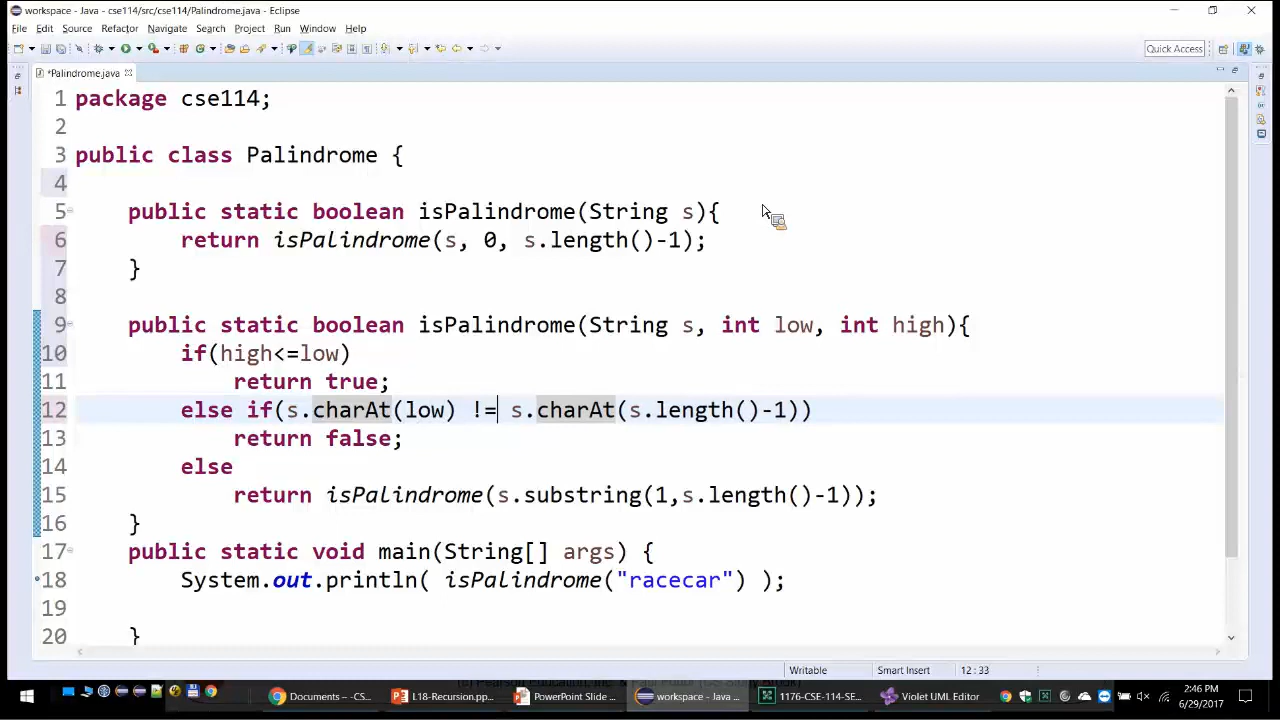 workspace - Java - cse114/src/cse114/Palindrome.java - Eclipse
File Edit Source Refactor Navigate Search Project Run Window Help
Quick Access
*Palindrome.java
1 package cse114;
2
3 public class Palindrome {
4
5 public static boolean isPalindrome(String s){
6 return isPalindrome(s, 0, s.length()-1);
7 }
8
9 public static boolean isPalindrome(String s, int low, int high){
10 if(high<=low)
11 return true;
12 else if(s.charAt(low) != s.charAt(s.length()-1))
13 return false;
14 else
15 return isPalindrome(s.substring(1,s.length()-1));
16 }
17 public static void main(String[] args) {
18 System.out.println( isPalindrome("racecar") );
19
20 }
Writable Smart Insert 12 : 33
Documents – CS... L18-Recursion.pp... PowerPoint Slide ... workspace - Java ... 1176-CSE-114-SE... Violet UML Editor 2:46 PM
6/29/2017